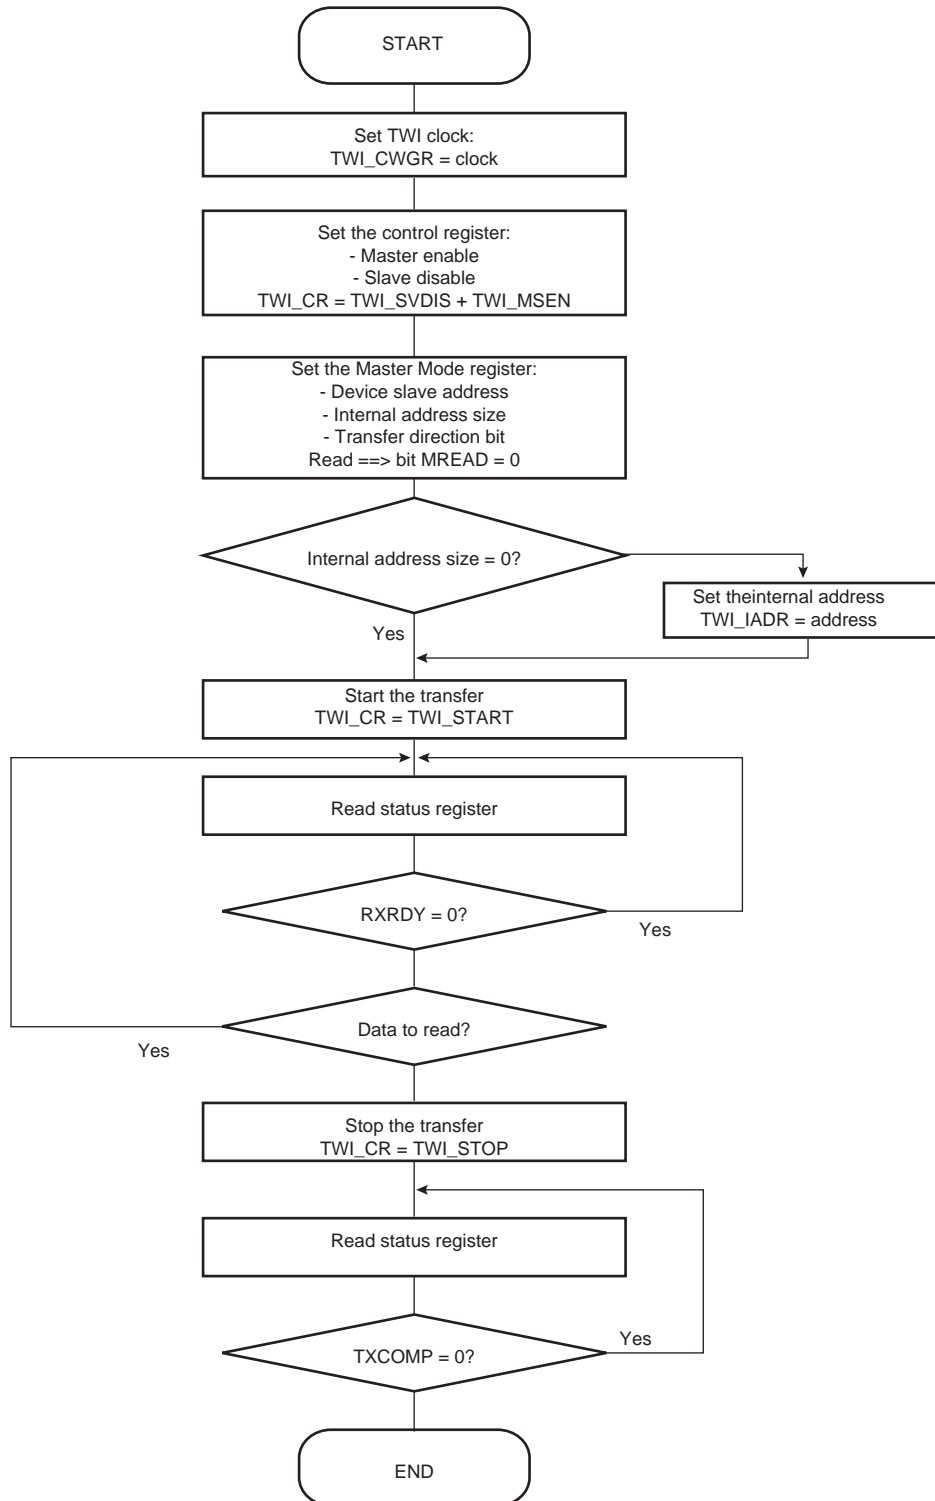 START
Set TWI clock:
TWI_CWGR = clock
Set the control register:
- Master enable
- Slave disable
TWI_CR = TWI_SVDIS + TWI_MSEN
Set the Master Mode register:
- Device slave address
- Internal address size
- Transfer direction bit
Read ==> bit MREAD = 0
Internal address size = 0?
Set theinternal address
TWI_IADR = address
Yes
Start the transfer
TWI_CR = TWI_START
Read status register
RXRDY = 0?
Yes
Data to read?
Yes
Stop the transfer
TWI_CR = TWI_STOP
Read status register
Yes
TXCOMP = 0?
END